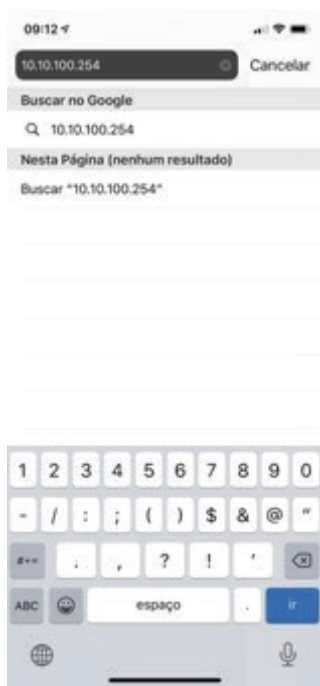 09:12
10.10.100.254 Cancelar
Buscar no Google
10.10.100.254
Nesta Página (nenhum resultado)
Buscar "10.10.100.254"
1 2 3 4 5 6 7 8 9 0
- / : ; ( ) $ & @ "
#+= . , ? ! '
ABC espaço . ir